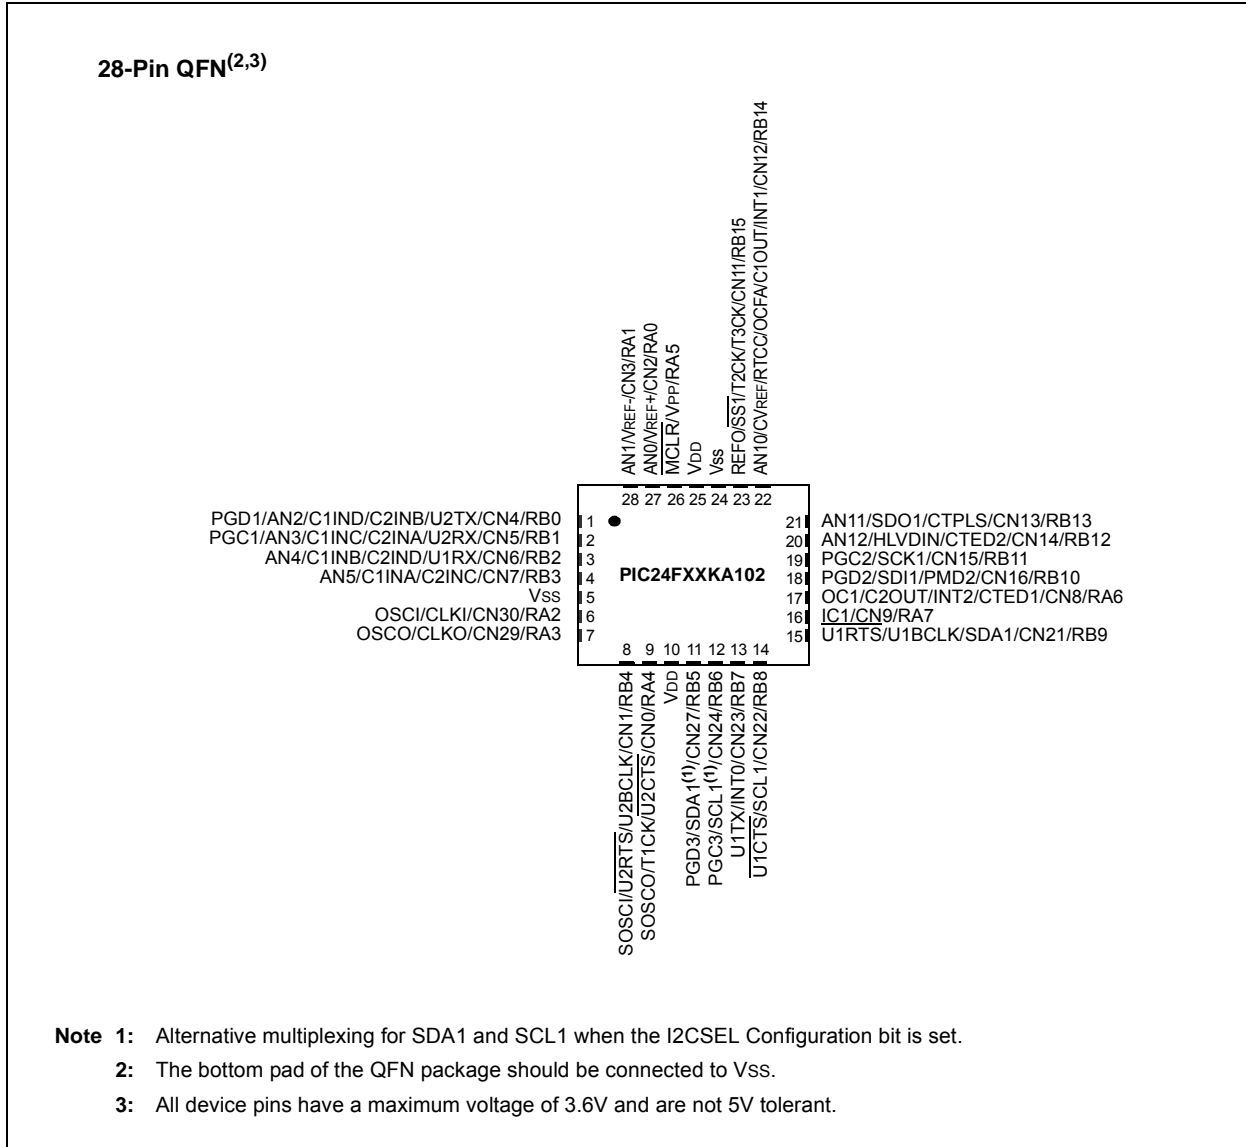 28-Pin QFN(2,3)
AN1/VREF-/CN3/RA1
AN0/VREF+/CN2/RA0
MCLR/VPP/RA5
VDD
VSS
REFO/SS1/T2CK/T3CK/CN11/RB15
AN10/CVREF/RTCC/OCFA/C1OUT/INT1/CN12/RB14
28 27 26 25 24 23 22
PGD1/AN2/C1IND/C2INB/U2TX/CN4/RB0 1
PGC1/AN3/C1INC/C2INA/U2RX/CN5/RB1 2
AN4/C1INB/C2IND/U1RX/CN6/RB2 3
AN5/C1INA/C2INC/CN7/RB3 4
VSS 5
OSCI/CLKI/CN30/RA2 6
OSCO/CLKO/CN29/RA3 7
PIC24FXXKA102
21 AN11/SDO1/CTPLS/CN13/RB13
20 AN12/HLVDIN/CTED2/CN14/RB12
19 PGC2/SCK1/CN15/RB11
18 PGD2/SDI1/PMD2/CN16/RB10
17 OC1/C2OUT/INT2/CTED1/CN8/RA6
16 IC1/CN9/RA7
15 U1RTS/U1BCLK/SDA1/CN21/RB9
8 9 10 11 12 13 14
SOSCI/U2RTS/U2BCLK/CN1/RB4
SOSCO/T1CK/U2CTS/CN0/RA4
VDD
PGD3/SDA1(1)/CN27/RB5
PGC3/SCL1(1)/CN24/RB6
U1TX/INT0/CN23/RB7
U1CTS/SCL1/CN22/RB8
Note 1: Alternative multiplexing for SDA1 and SCL1 when the I2CSEL Configuration bit is set.
2: The bottom pad of the QFN package should be connected to VSS.
3: All device pins have a maximum voltage of 3.6V and are not 5V tolerant.